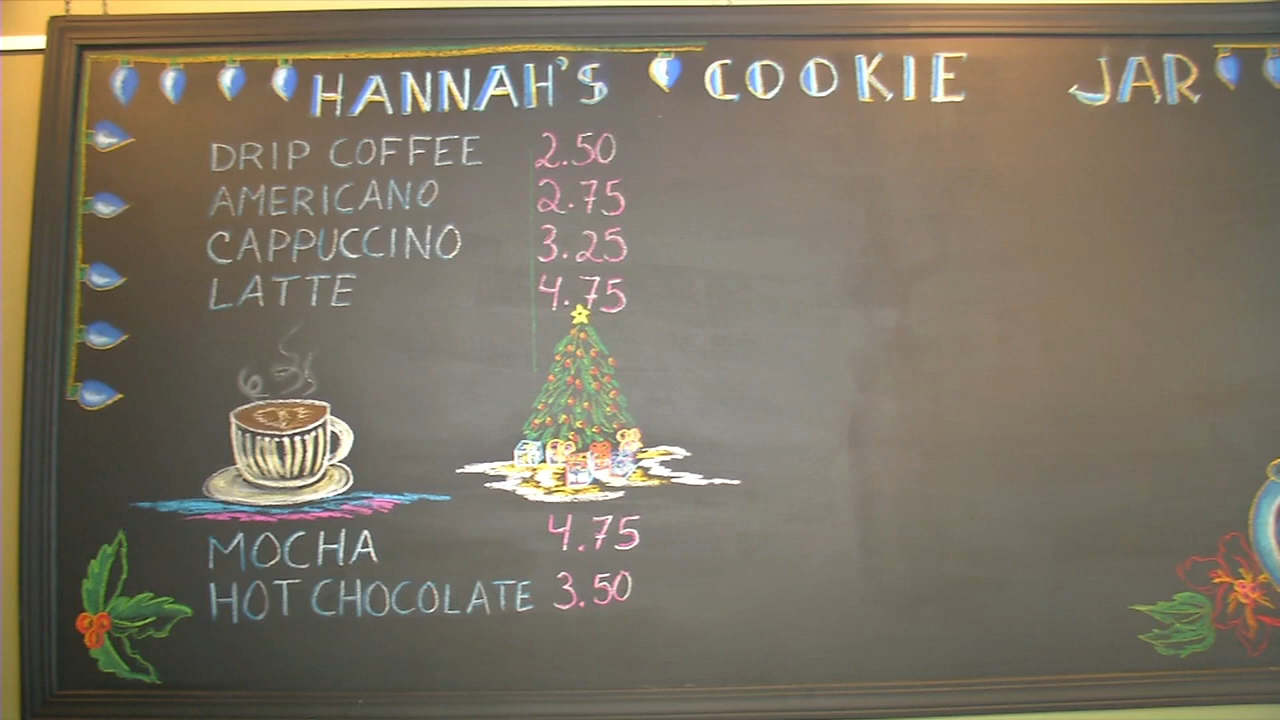 HANNAH'S COOKIE JAR
DRIP COFFEE 2.50
AMERICANO 2.75
CAPPUCCINO 3.25
LATTE 4.75
MOCHA 4.75
HOT CHOCOLATE 3.50